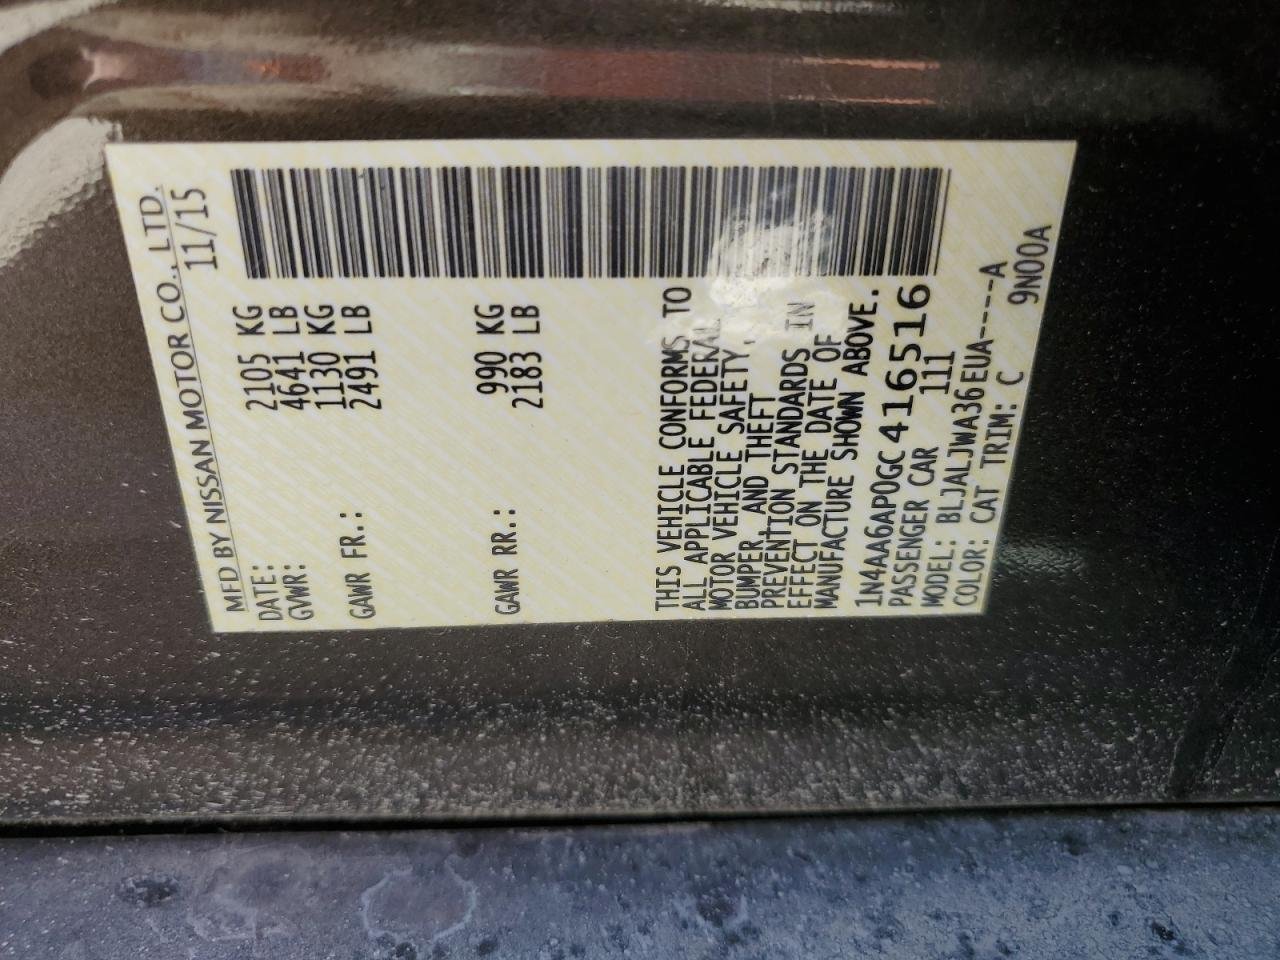 MFD BY NISSAN MOTOR CO., LTD.
DATE: 11/15
GVWR: 2105 KG
4641 LB
GAWR FR.: 1130 KG
2491 LB
GAWR RR.: 990 KG
2183 LB
THIS VEHICLE CONFORMS TO
ALL APPLICABLE FEDERAL
MOTOR VEHICLE SAFETY,
BUMPER, AND THEFT
PREVENTION STANDARDS IN
EFFECT ON THE DATE OF
MANUFACTURE SHOWN ABOVE.
1N4AA6AP0GC416516
PASSENGER CAR 111
MODEL: BLJALJWA36EUA----A
COLOR: CAT TRIM: C 9N00A